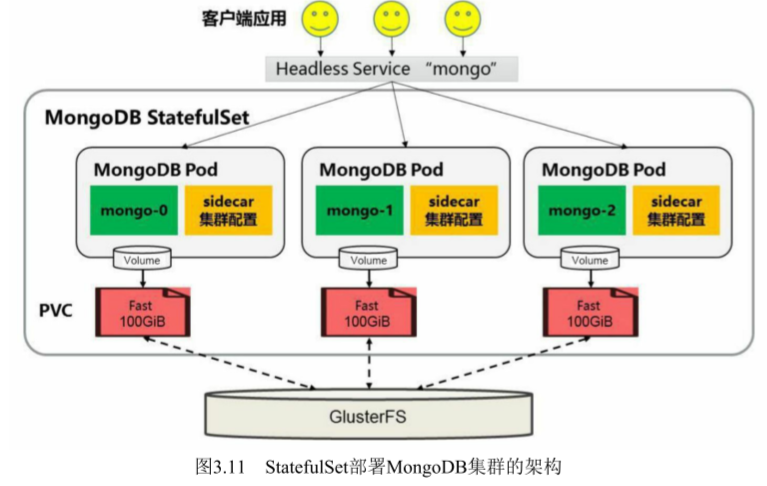 客户端应用
Headless Service “mongo”
MongoDB StatefulSet
MongoDB Pod
mongo-0
sidecar
集群配置
Volume
MongoDB Pod
mongo-1
sidecar
集群配置
Volume
MongoDB Pod
mongo-2
sidecar
集群配置
Volume
PVC
Fast
100GiB
Fast
100GiB
Fast
100GiB
GlusterFS
图3.11 StatefulSet部署MongoDB集群的架构